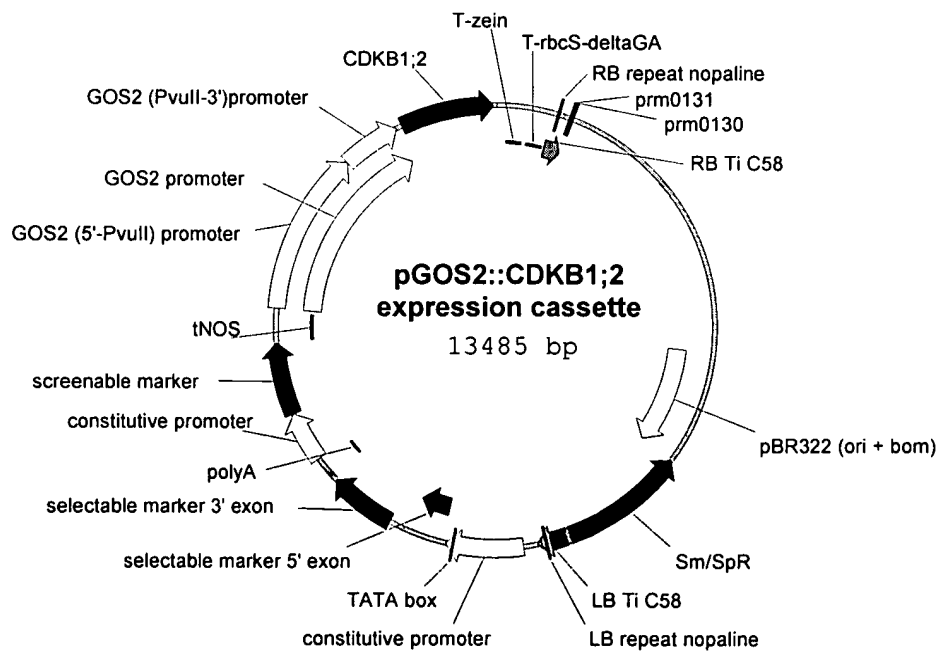 T-zein
T-rbcS-deltaGA
CDKB1;2
RB repeat nopaline
GOS2 (PvuII-3')promoter
prm0131
prm0130
RB Ti C58
GOS2 promoter
GOS2 (5'-PvuII) promoter
pGOS2::CDKB1;2
expression cassette
13485 bp
tNOS
screenable marker
constitutive promoter
pBR322 (ori + bom)
polyA
selectable marker 3' exon
selectable marker 5' exon
Sm/SpR
TATA box
LB Ti C58
constitutive promoter
LB repeat nopaline